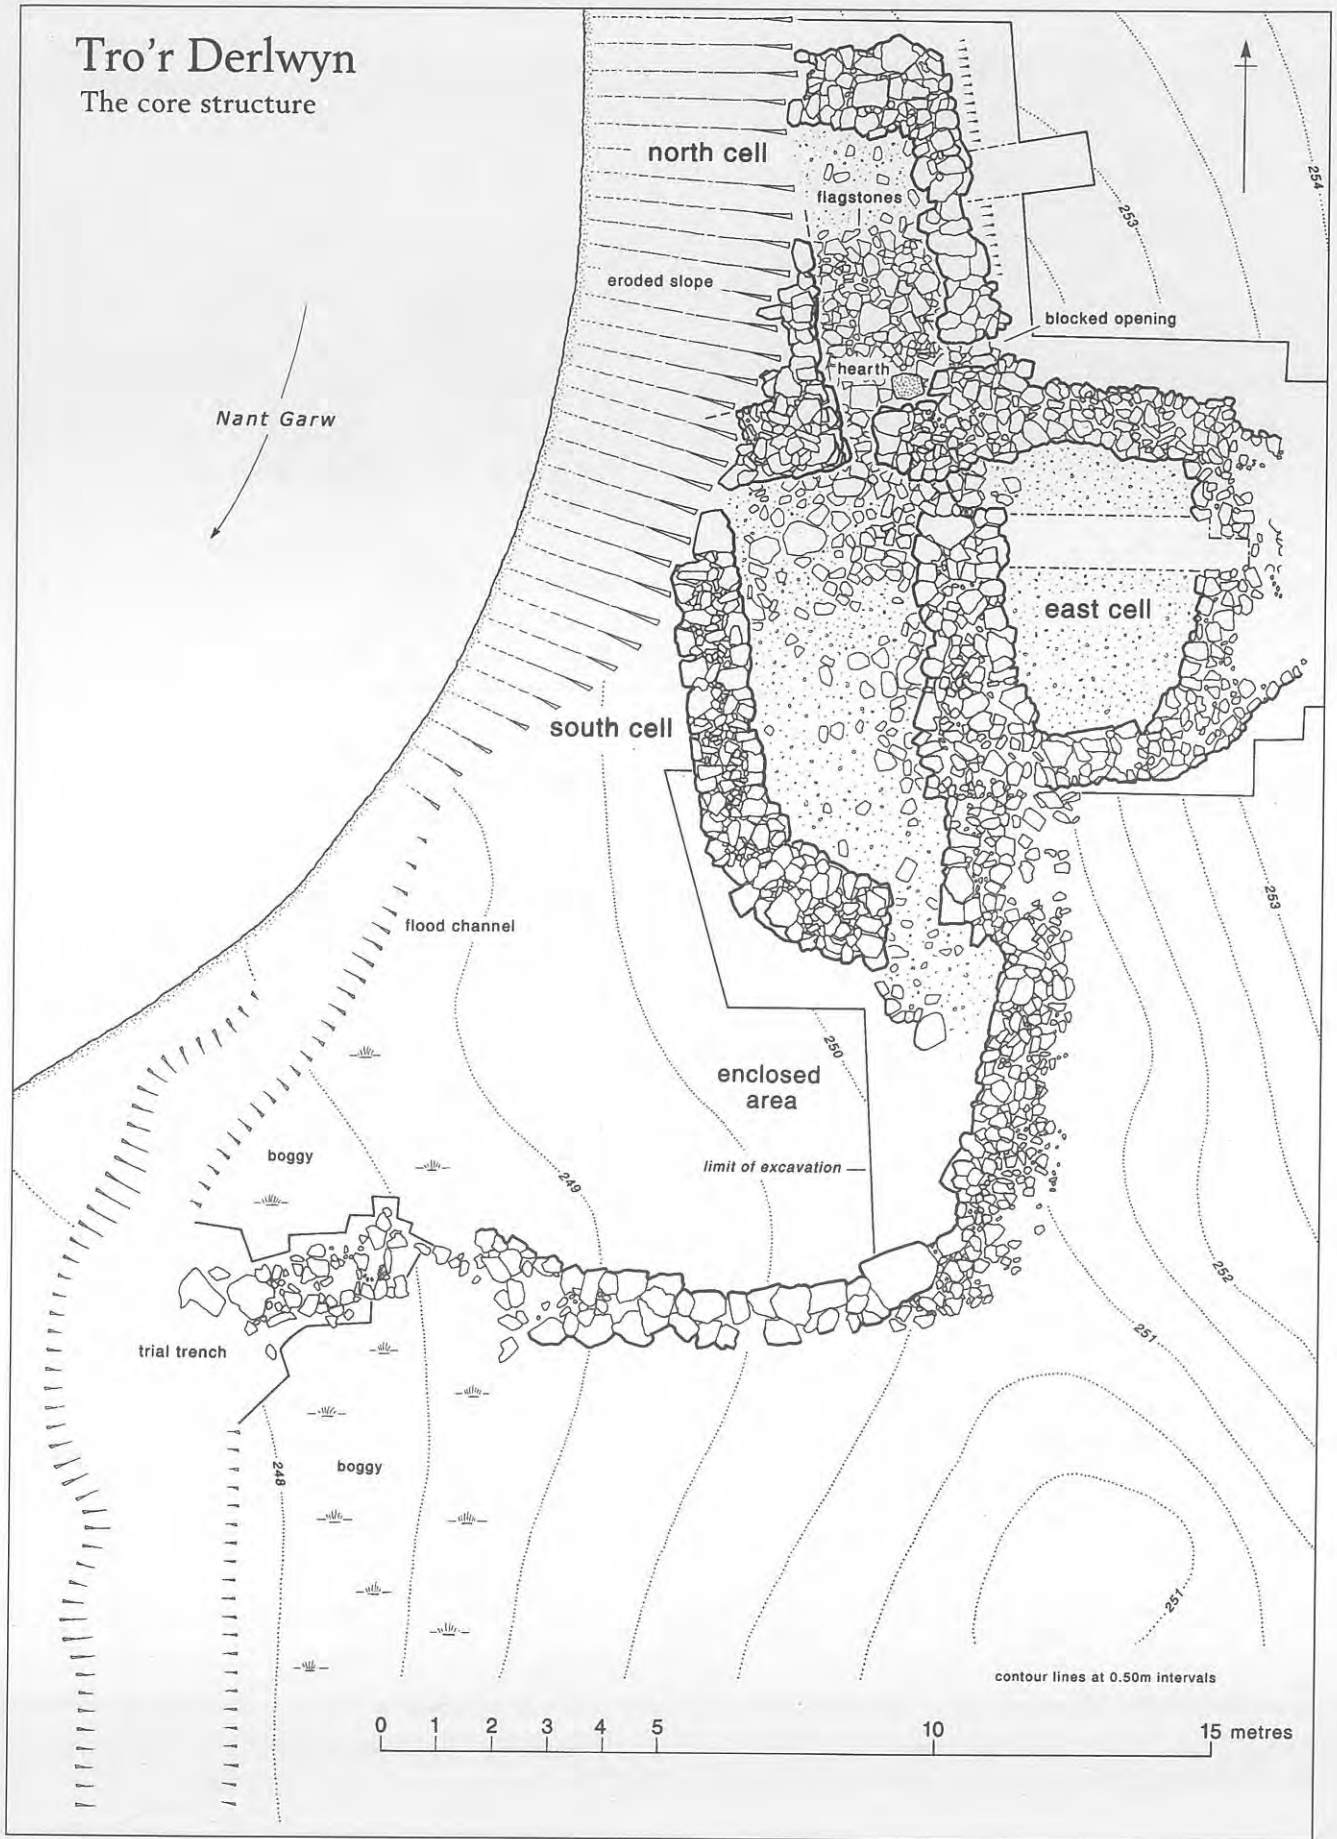 Tro'r Derlwyn
The core structure
north cell
254
flagstones
253
eroded slope
blocked opening
hearth
Nant Garw
east cell
south cell
253
flood channel
250
enclosed
area
boggy
limit of excavation
249
252
251
trial trench
boggy
248
251
contour lines at 0.50m intervals
0 1 2 3 4 5 10 15 metres